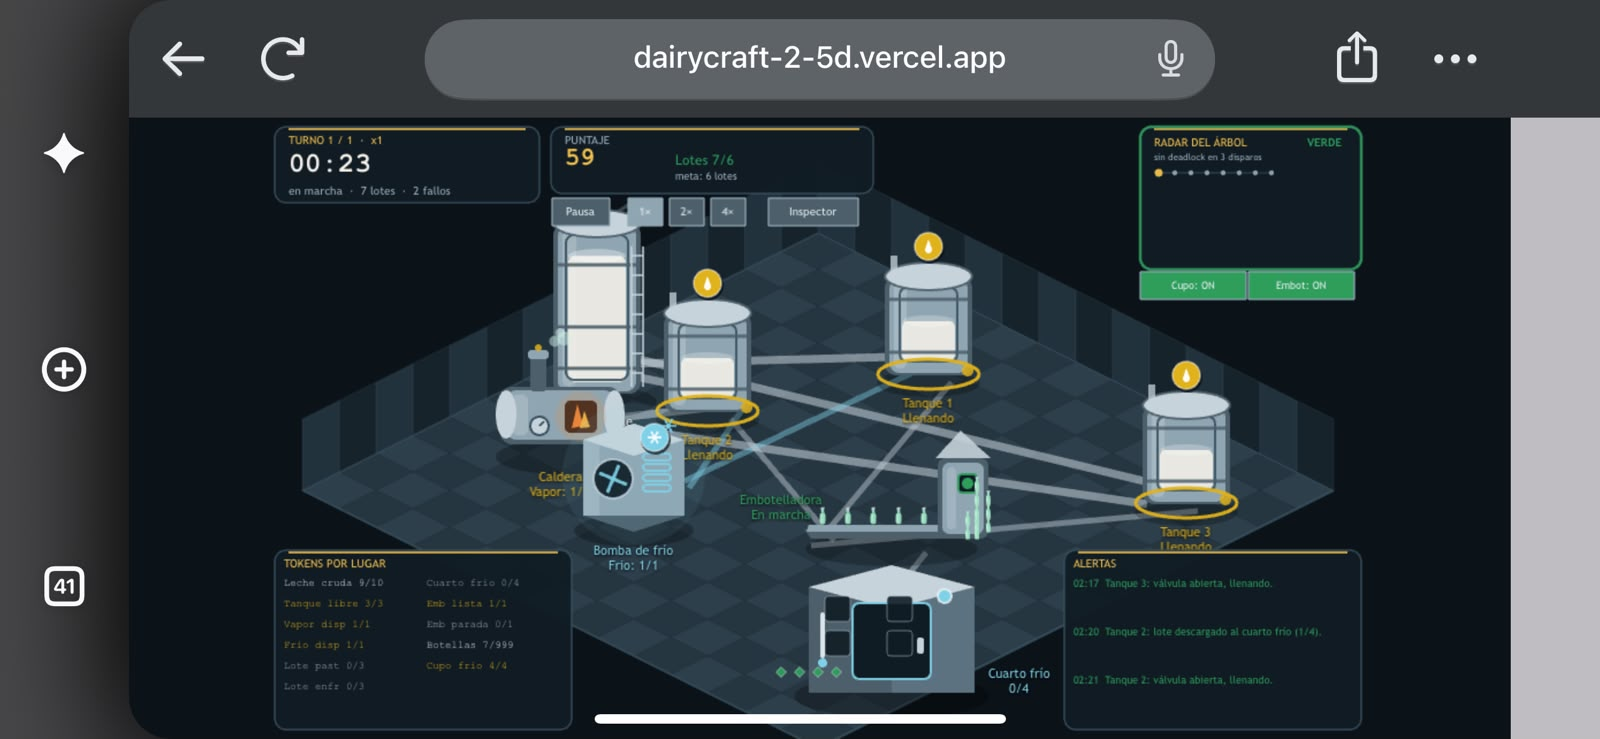 dairycraft-2-5d.vercel.app
41
TURNO 1 / 1 · x1
00:23
en marcha · 7 lotes · 2 fallos
PUNTAJE
59
Lotes 7/6
meta: 6 lotes
Pausa
1×
2×
4×
Inspector
RADAR DEL ÁRBOL
VERDE
sin deadlock en 3 disparos
Cupo: ON
Embot: ON
Tanque 1
Llenando
Tanque 2
Llenando
Tanque 3
Llenando
Caldera
Vapor: 1/
Embotelladora
En marcha
Bomba de frío
Frio: 1/1
Cuarto frío
0/4
TOKENS POR LUGAR
Leche cruda 9/10
Tanque libre 3/3
Vapor disp 1/1
Frio disp 1/1
Lote past 0/3
Lote enfr 0/3
Cuarto frio 0/4
Emb lista 1/1
Emb parada 0/1
Botellas 7/999
Cupo frio 4/4
ALERTAS
02:17 Tanque 3: válvula abierta, llenando.
02:20 Tanque 2: lote descargado al cuarto frío (1/4).
02:21 Tanque 2: válvula abierta, llenando.